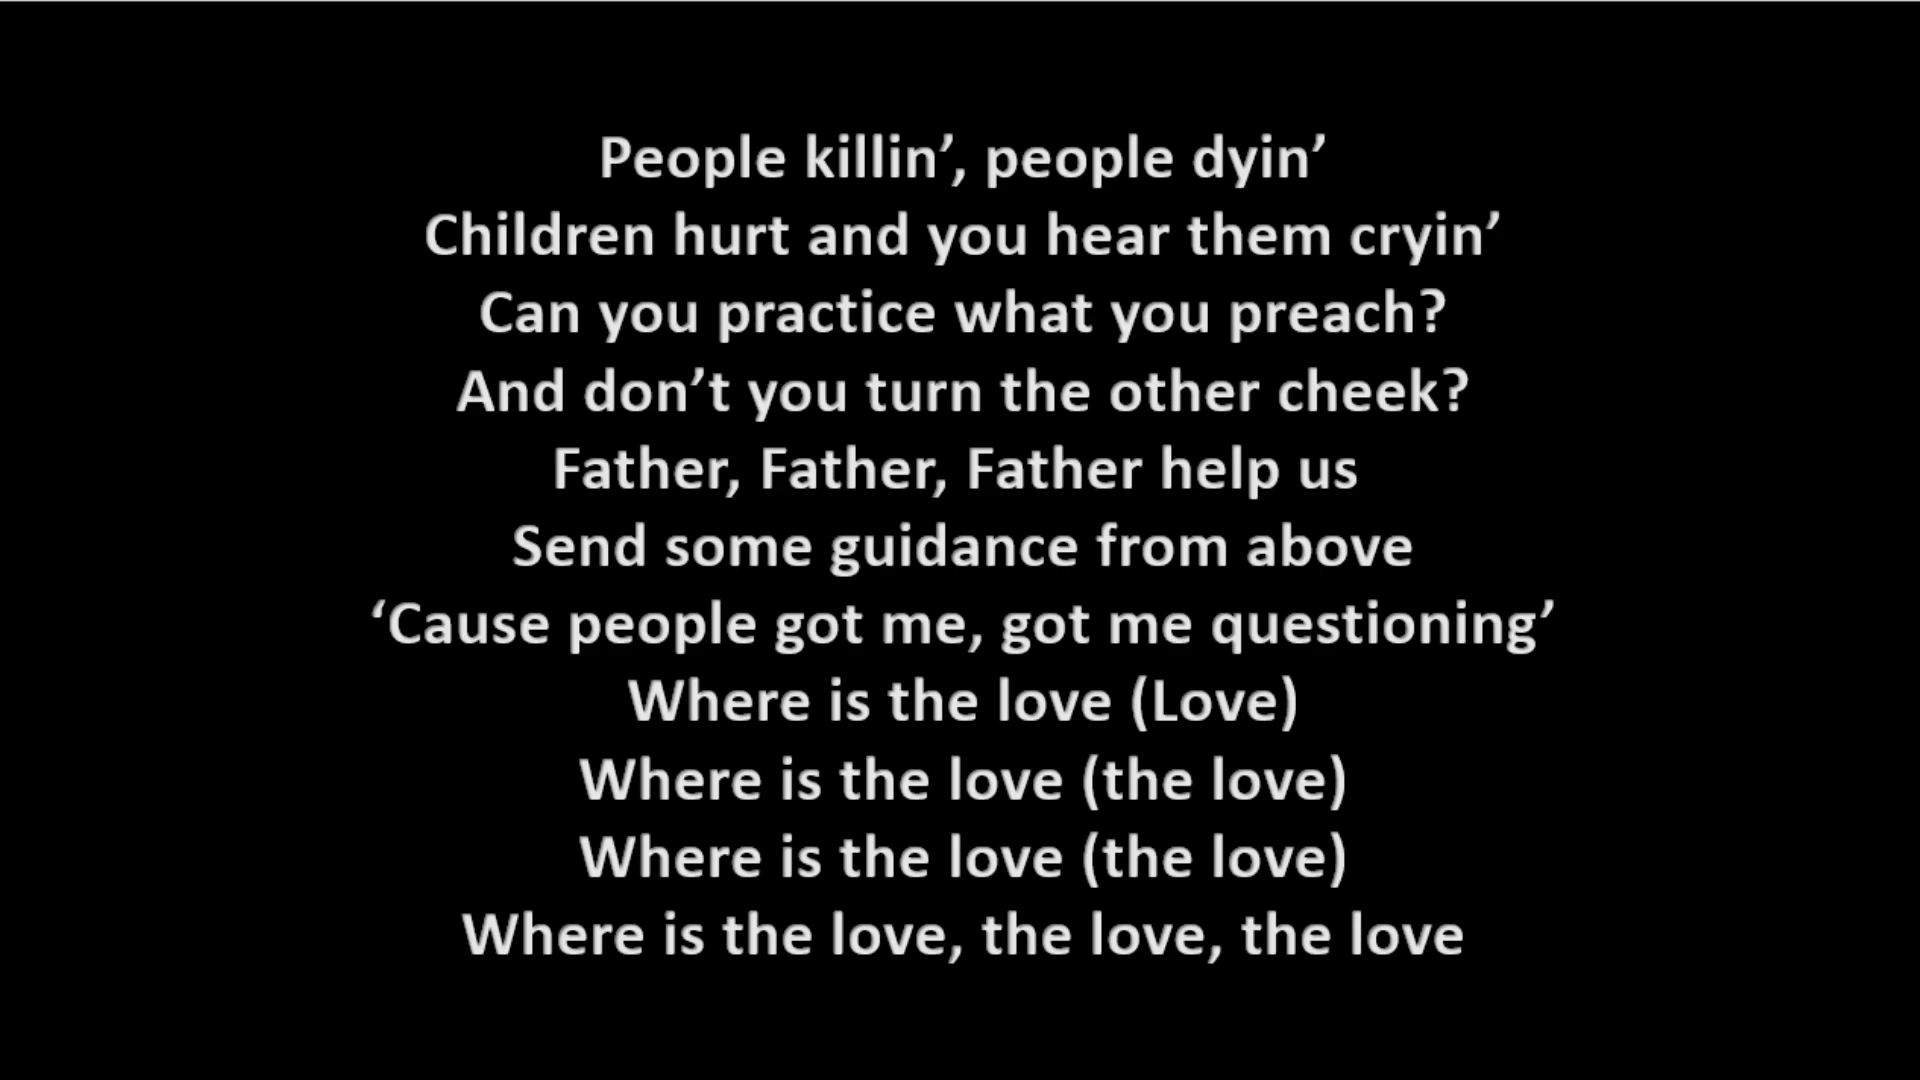 People killin’, people dyin’
Children hurt and you hear them cryin’
Can you practice what you preach?
And don’t you turn the other cheek?
Father, Father, Father help us
Send some guidance from above
‘Cause people got me, got me questioning’
Where is the love (Love)
Where is the love (the love)
Where is the love (the love)
Where is the love, the love, the love